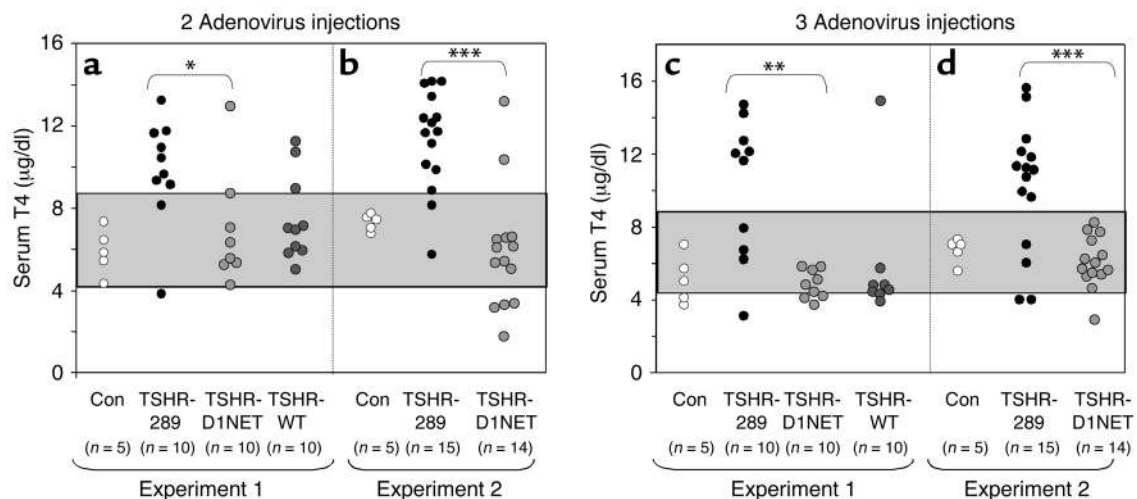 2 Adenovirus injections
3 Adenovirus injections
a
*
b
***
c
**
d
***
Serum T4 (μg/dl)
16
12
8
4
0
Serum T4 (μg/dl)
16
12
8
4
0
Con TSHR- TSHR- TSHR- Con TSHR- TSHR-
289 D1NET WT 289 D1NET
(n = 5) (n = 10) (n = 10) (n = 10) (n = 5) (n = 15) (n = 14)
Experiment 1 Experiment 2
Con TSHR- TSHR- TSHR- Con TSHR- TSHR-
289 D1NET WT 289 D1NET
(n = 5) (n = 10) (n = 10) (n = 10) (n = 5) (n = 15) (n = 14)
Experiment 1 Experiment 2